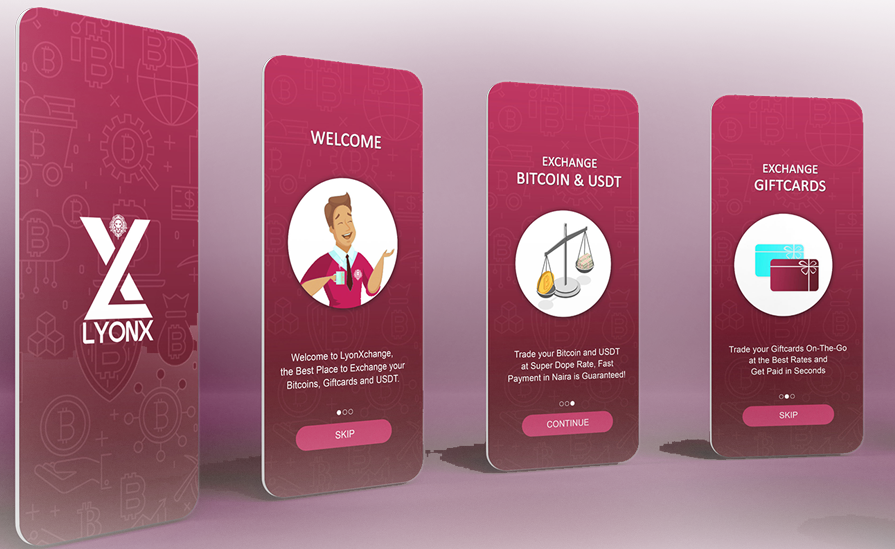 LYONX
WELCOME
Welcome to LyonXchange,
the Best Place to Exchange your
Bitcoins, Giftcards and USDT.
SKIP
EXCHANGE
BITCOIN & USDT
Trade your Bitcoin and USDT
at Super Dope Rate, Fast
Payment in Naira is Guaranteed!
CONTINUE
EXCHANGE
GIFTCARDS
Trade your Giftcards On-The-Go
at the Best Rates and
Get Paid in Seconds
SKIP